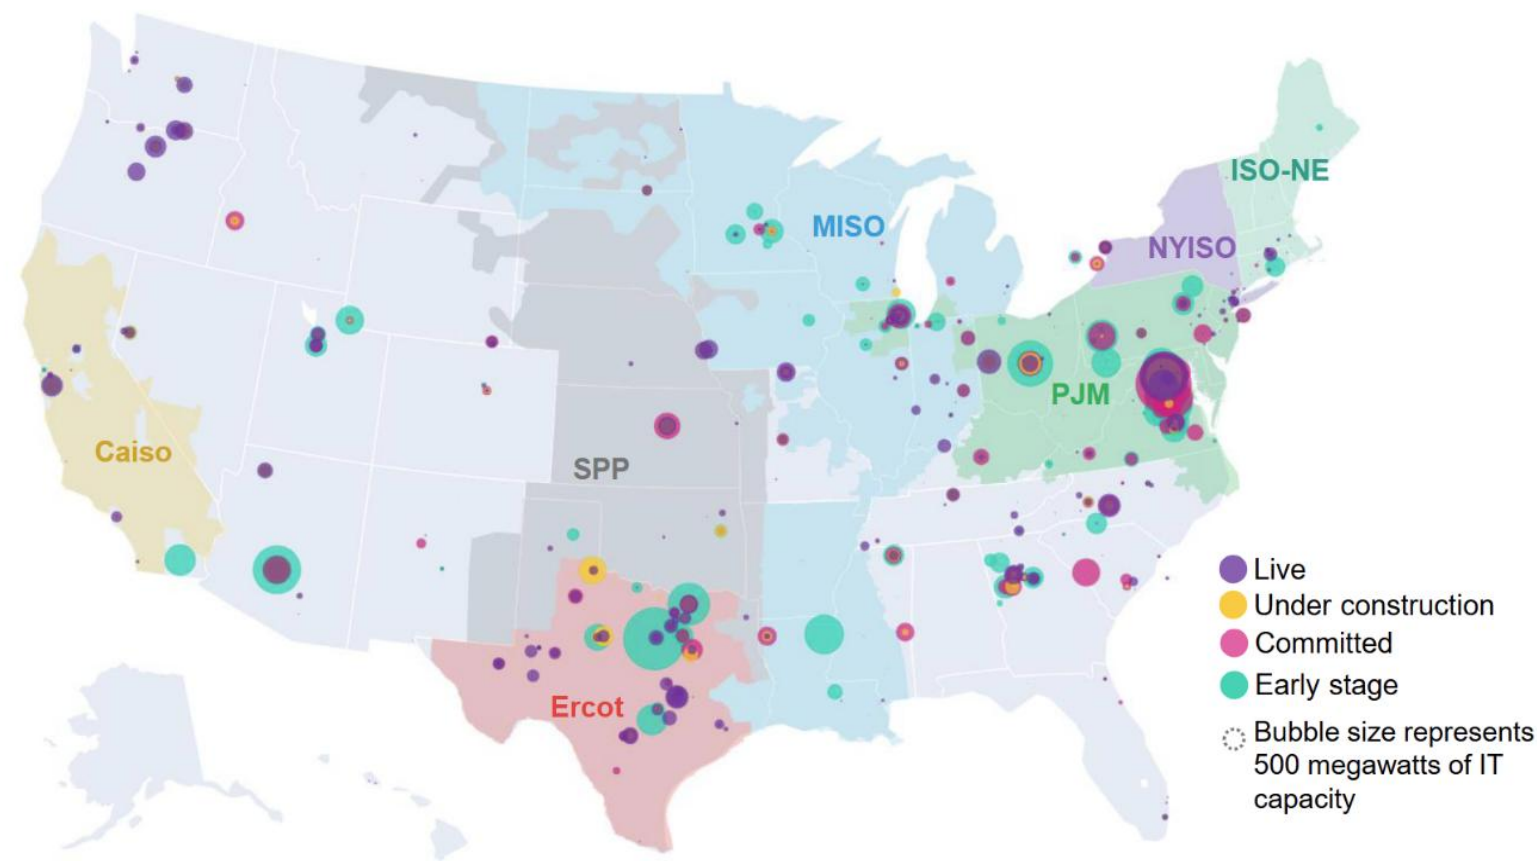 ISO-NE
MISO
NYISO
PJM
Caiso
SPP
Ercot
Live
Under construction
Committed
Early stage
Bubble size represents
500 megawatts of IT
capacity